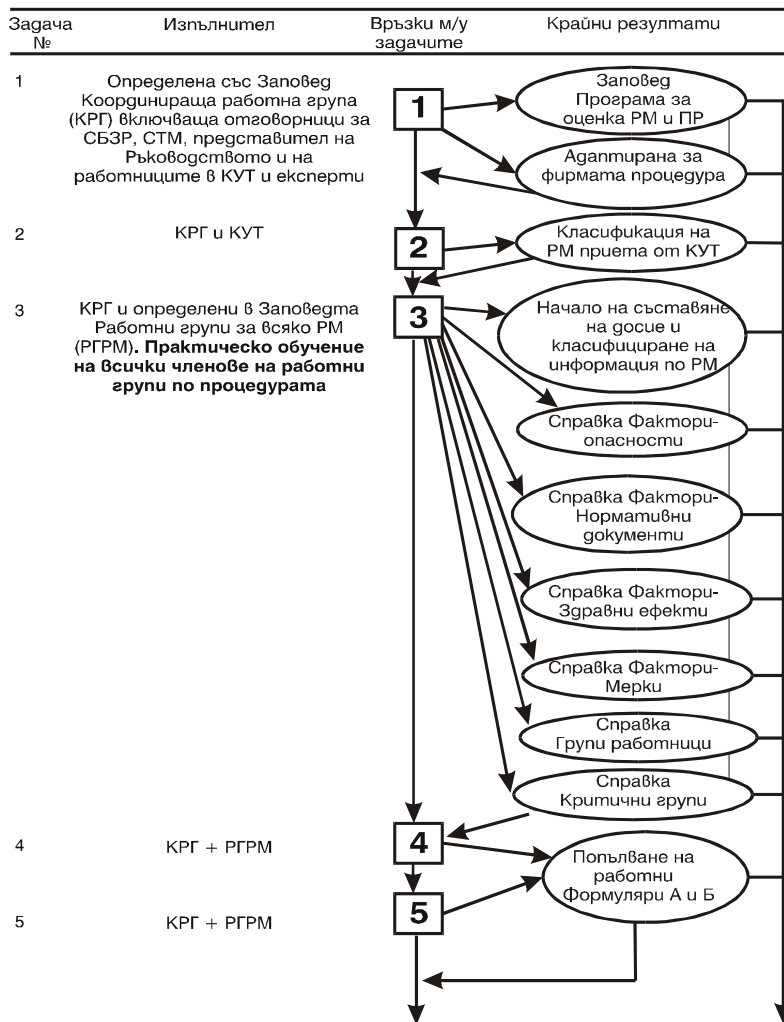 Задача
№
Изпълнител
Връзки м/у
задачите
Крайни резултати
1
Определена със Заповед
Координираща работна група
(КРГ) включваща отговорници за
СБЗР, СТМ, представител на
Ръководството и на
работниците в КУТ и експерти
1
Заповед
Програма за
оценка РМ и ПР
Адаптирана за
фирмата процедура
2
КРГ и КУТ
2
Класификация на
РМ приета от КУТ
3
КРГ и определени в Заповедта
Работни групи за всяко РМ
(РГРМ). Практическо обучение
на всички членове на работни
групи по процедурата
3
Начало на съставяне
на досие и
класифициране на
информация по РМ
Справка Фактори-
опасности
Справка Фактори-
Нормативни
документи
Справка Фактори-
Здравни ефекти
Справка Фактори-
Мерки
Справка
Групи работници
Справка
Критични групи
4
КРГ + РГРМ
4
Попълване на
работни
Формуляри А и Б
5
КРГ + РГРМ
5